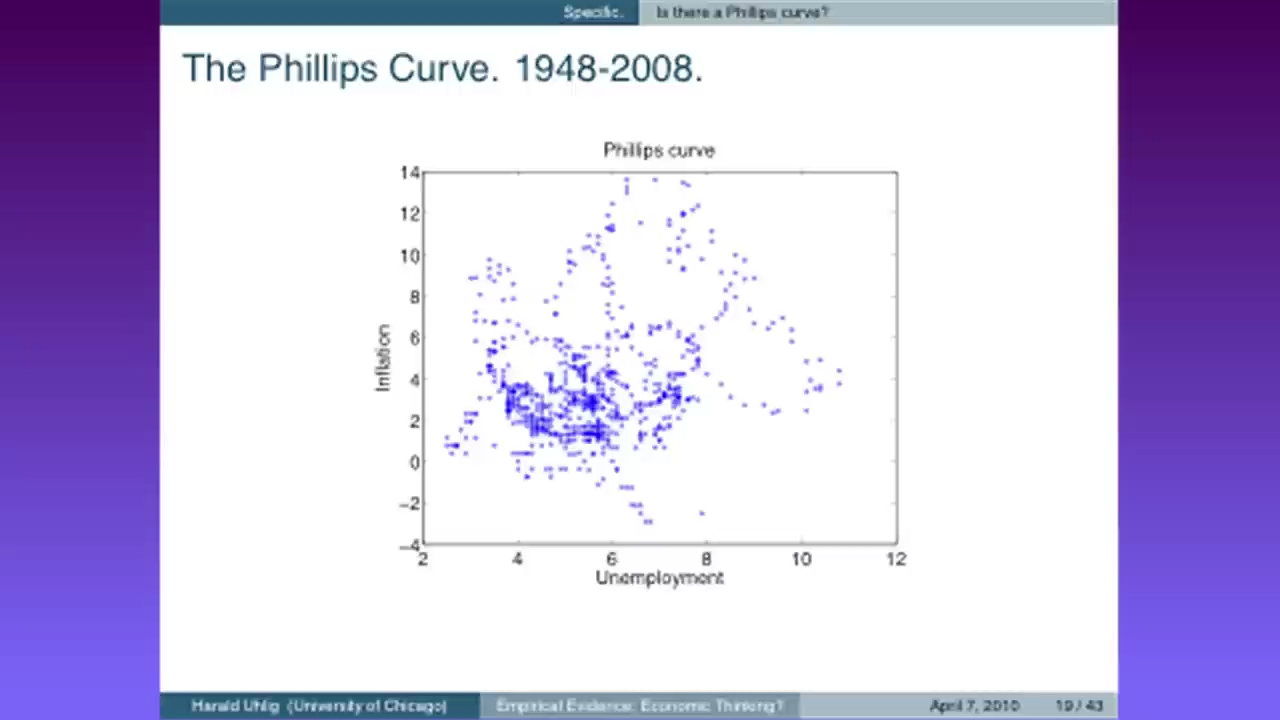 Specific. Is there a Phillips curve?
The Phillips Curve. 1948-2008.
Phillips curve
14
12
10
8
6
4
2
0
−2
−4
Inflation
2 4 6 8 10 12
Unemployment
Harald Uhlig (University of Chicago) Empirical Evidence: Economic Thinking? April 7, 2010 19 / 43